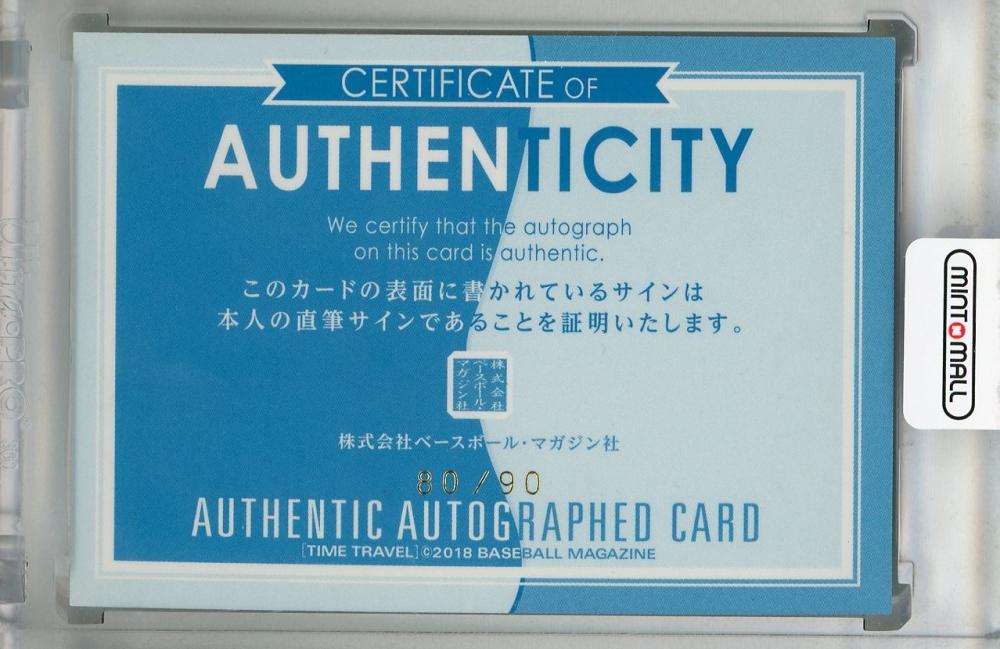 CERTIFICATE OF
AUTHENTICITY
We certify that the autograph
on this card is authentic.
このカードの表面に書かれているサインは
本人の直筆サインであることを証明いたします。
株式会社
ベースボール・
マガジン社
株式会社ベースボール・マガジン社
80/90
AUTHENTIC AUTOGRAPHED CARD
[TIME TRAVEL]©2018 BASEBALL MAGAZINE
MINT MALL